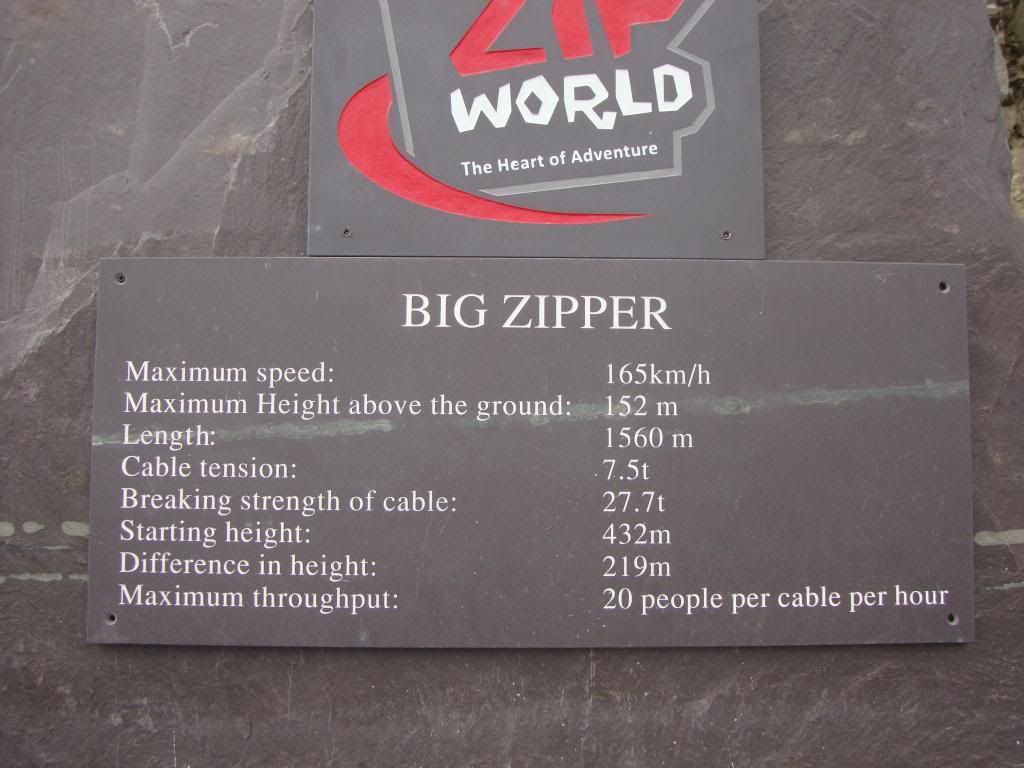 ZIP
WORLD
The Heart of Adventure
BIG ZIPPER
Maximum speed: 165km/h
Maximum Height above the ground: 152 m
Length: 1560 m
Cable tension: 7.5t
Breaking strength of cable: 27.7t
Starting height: 432m
Difference in height: 219m
Maximum throughput: 20 people per cable per hour